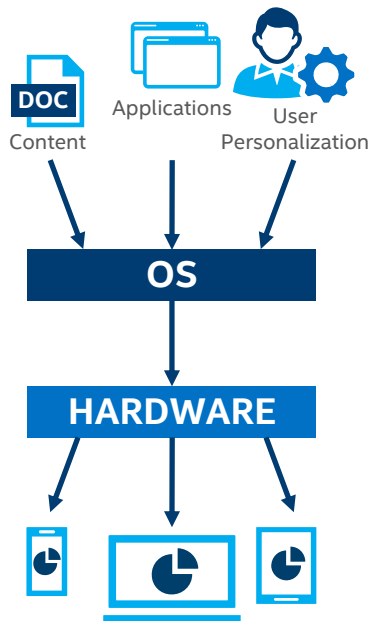 DOC
Content
Applications
User
Personalization
OS
HARDWARE